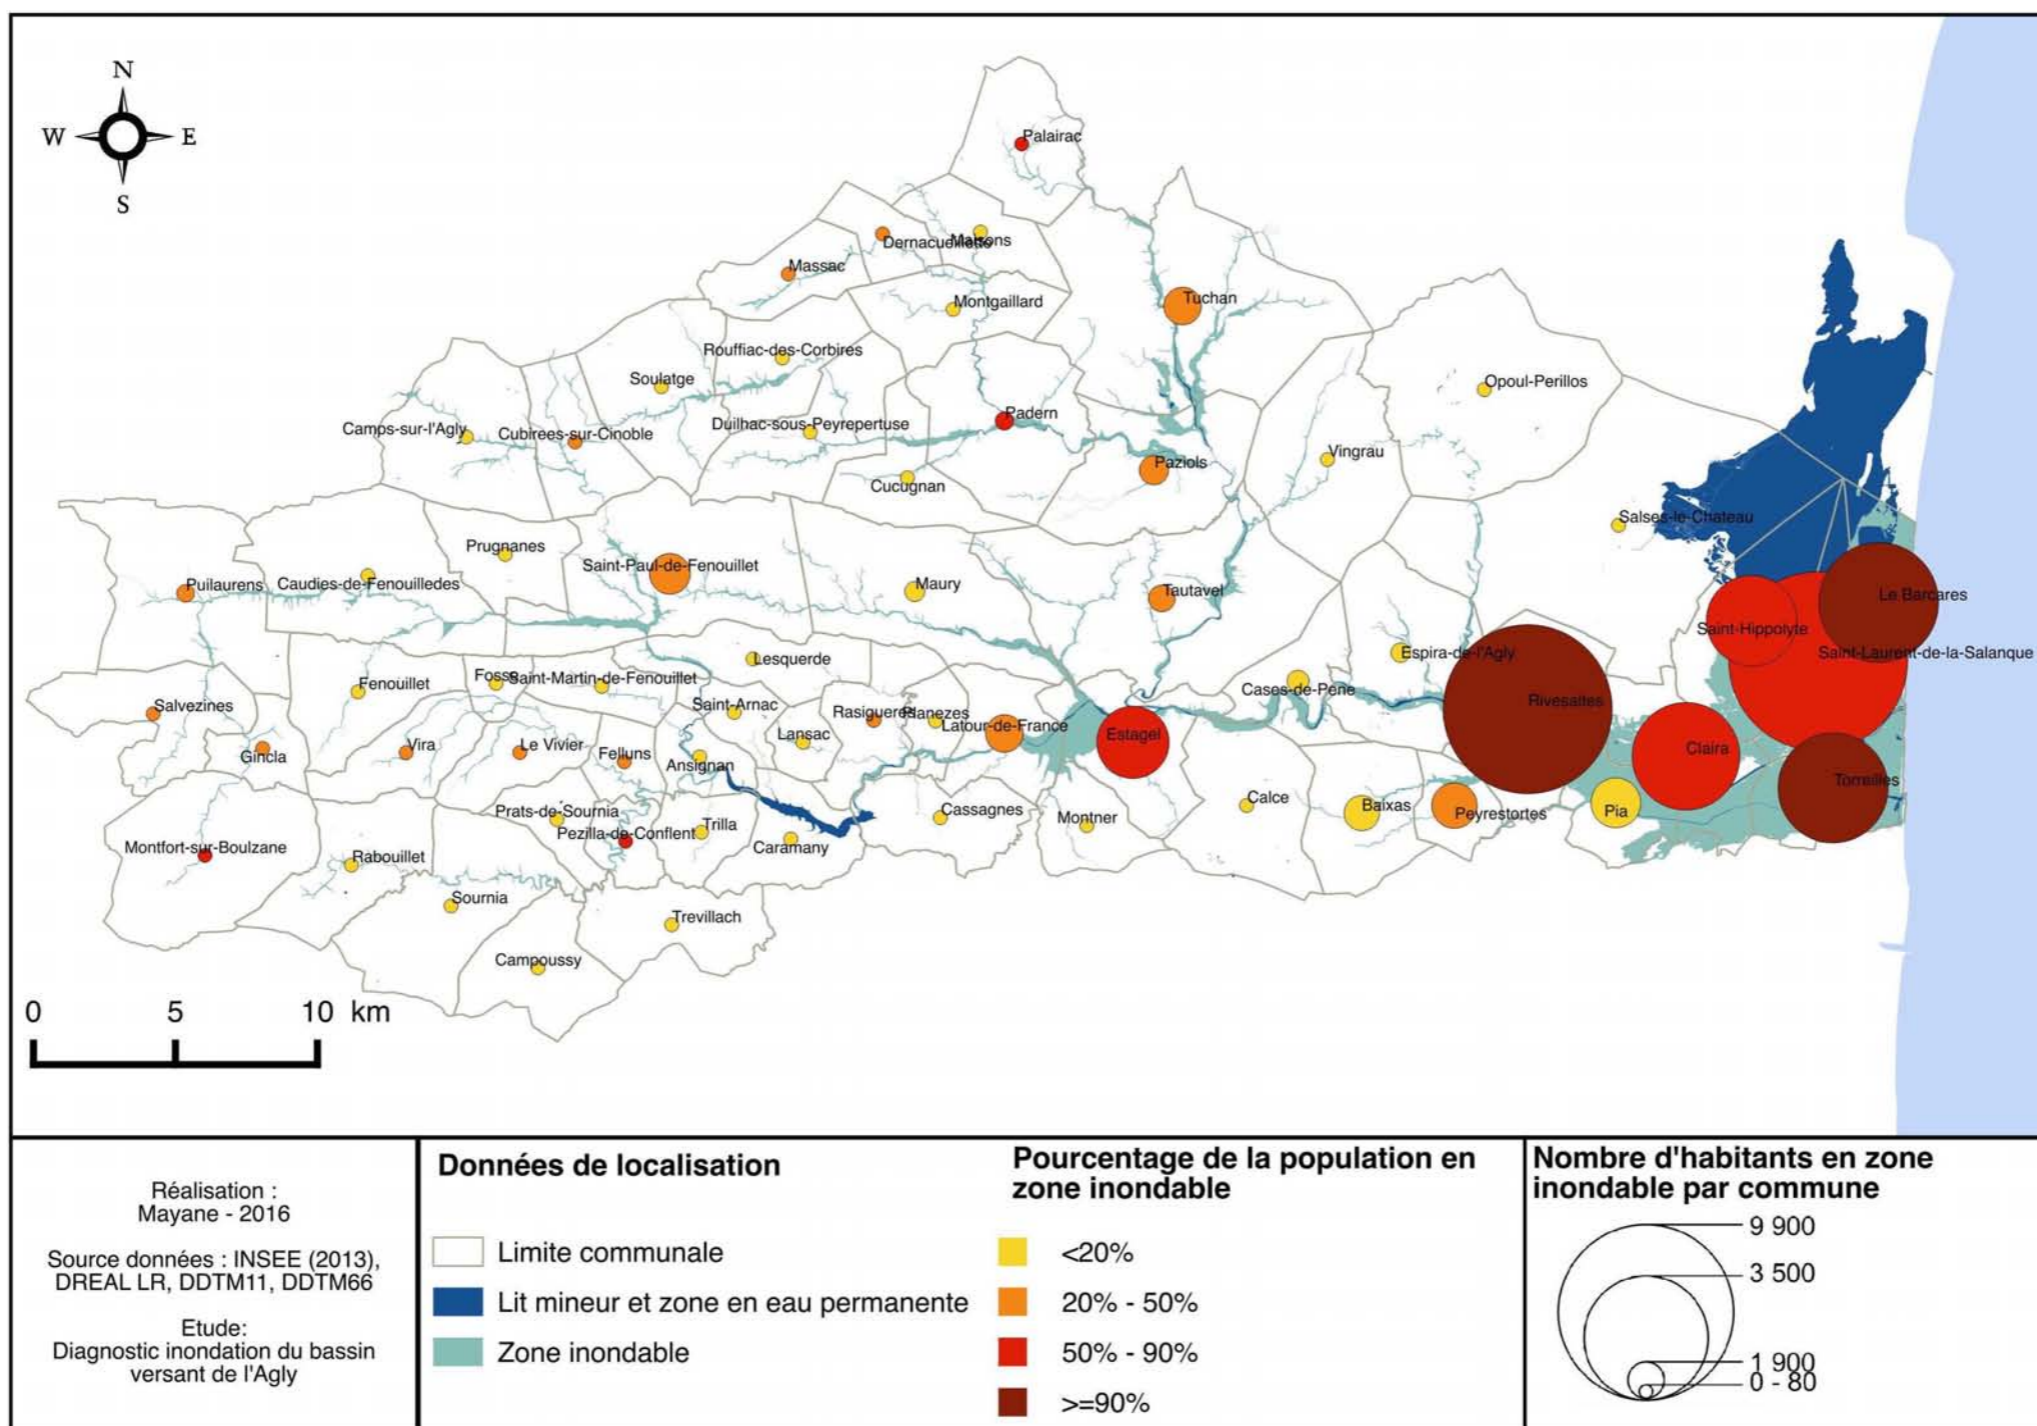 N
W
E
S
Palairac
Dernacueillette
Maisons
Massac
Montgaillard
Tuchan
Rouffiac-des-Corbires
Soulatge
Opoul-Perillos
Padern
Camps-sur-l'Agly
Cubirees-sur-Cinoble
Duilhac-sous-Peyrepertuse
Vingrau
Paziols
Cucugnan
Salses-le-Chateau
Prugnanes
Saint-Paul-de-Fenouillet
Puilaurens
Caudies-de-Fenouilledes
Maury
Tautavel
Le Barcares
Saint-Hippolyte
Saint-Laurent-de-la-Salanque
Espira-de-l'Agly
Lesquerde
Fosse
Saint-Martin-de-Fenouillet
Fenouillet
Cases-de-Pene
Rivesaltes
Salvezines
Saint-Arnac
Rasigueres
Planezes
Latour-de-France
Lansac
Estagel
Vira
Le Vivier
Felluns
Gincla
Ansignan
Claira
Torreilles
Calce
Baixas
Peyrestortes
Pia
Prats-de-Sournia
Pezilla-de-Conflent
Trilla
Cassagnes
Montner
Caramany
Montfort-sur-Boulzane
Rabouillet
Sournia
Trevillach
Campoussy
0 5 10 km
Réalisation :
Mayane - 2016
Source données : INSEE (2013),
DREAL LR, DDTM11, DDTM66
Etude:
Diagnostic inondation du bassin
versant de l'Agly
Données de localisation
Limite communale
Lit mineur et zone en eau permanente
Zone inondable
Pourcentage de la population en
zone inondable
<20%
20% - 50%
50% - 90%
>=90%
Nombre d'habitants en zone
inondable par commune
9 900
3 500
1 900
0 - 80